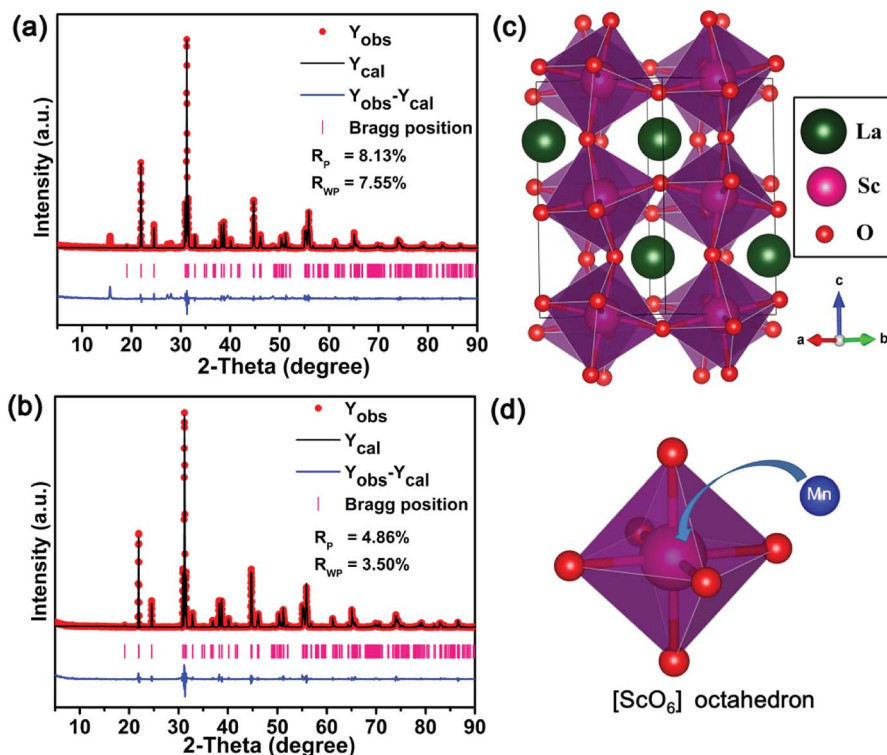 (a)
Y_obs
Y_cal
Y_obs-Y_cal
Bragg position
R_P = 8.13%
R_WP = 7.55%
Intensity (a.u.)
10 20 30 40 50 60 70 80 90
2-Theta (degree)
(b)
Y_obs
Y_cal
Y_obs-Y_cal
Bragg position
R_P = 4.86%
R_WP = 3.50%
Intensity (a.u.)
10 20 30 40 50 60 70 80 90
2-Theta (degree)
(c)
La
Sc
O
c
a
b
(d)
Mn
[ScO₆] octahedron